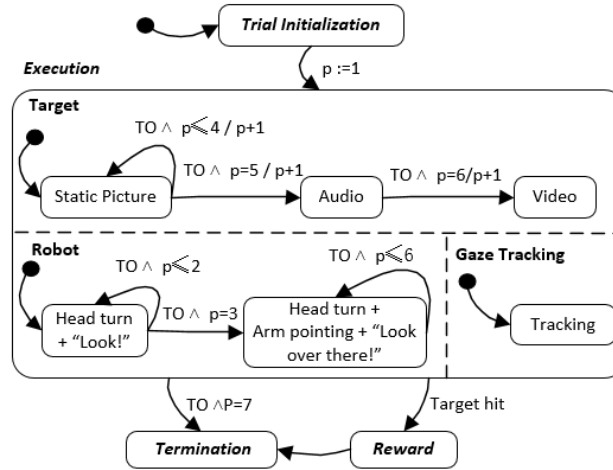 Trial Initialization
Execution
p :=1
Target
TO ∧ p⩽4 / p+1
TO ∧ p=5 / p+1
TO ∧ p=6/p+1
Static Picture
Audio
Video
Robot
TO ∧ p⩽2
TO ∧ p⩽6
Gaze Tracking
Head turn
+ “Look!”
TO ∧ p=3
Head turn +
Arm pointing + “Look
over there!”
Tracking
TO ∧P=7
Target hit
Termination
Reward